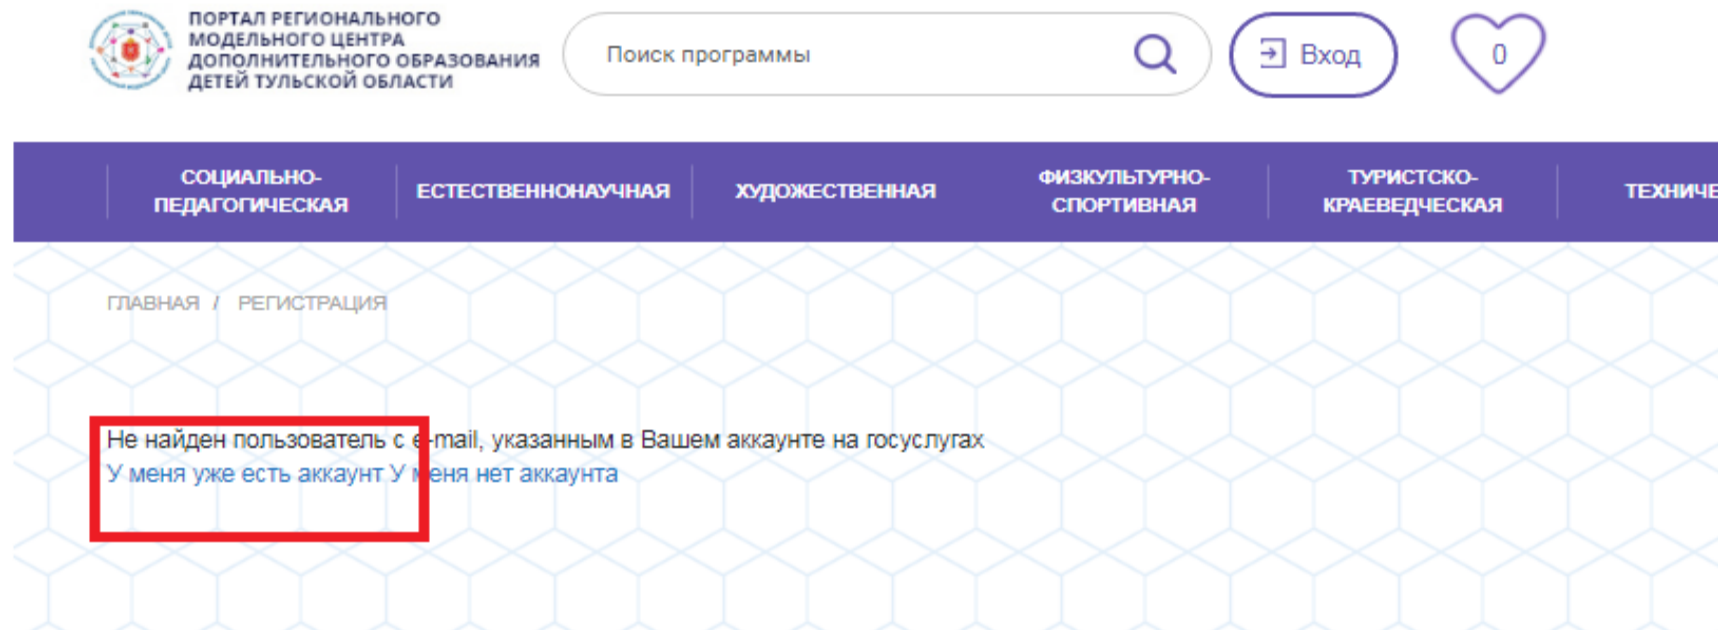 ПОРТАЛ РЕГИОНАЛЬНОГО
МОДЕЛЬНОГО ЦЕНТРА
ДОПОЛНИТЕЛЬНОГО ОБРАЗОВАНИЯ
ДЕТЕЙ ТУЛЬСКОЙ ОБЛАСТИ
Поиск программы
Вход
0
СОЦИАЛЬНО-
ПЕДАГОГИЧЕСКАЯ
ЕСТЕСТВЕННОНАУЧНАЯ
ХУДОЖЕСТВЕННАЯ
ФИЗКУЛЬТУРНО-
СПОРТИВНАЯ
ТУРИСТСКО-
КРАЕВЕДЧЕСКАЯ
ТЕХНИЧЕ
ГЛАВНАЯ / РЕГИСТРАЦИЯ
Не найден пользователь с e-mail, указанным в Вашем аккаунте на госуслугах
У меня уже есть аккаунт У меня нет аккаунта